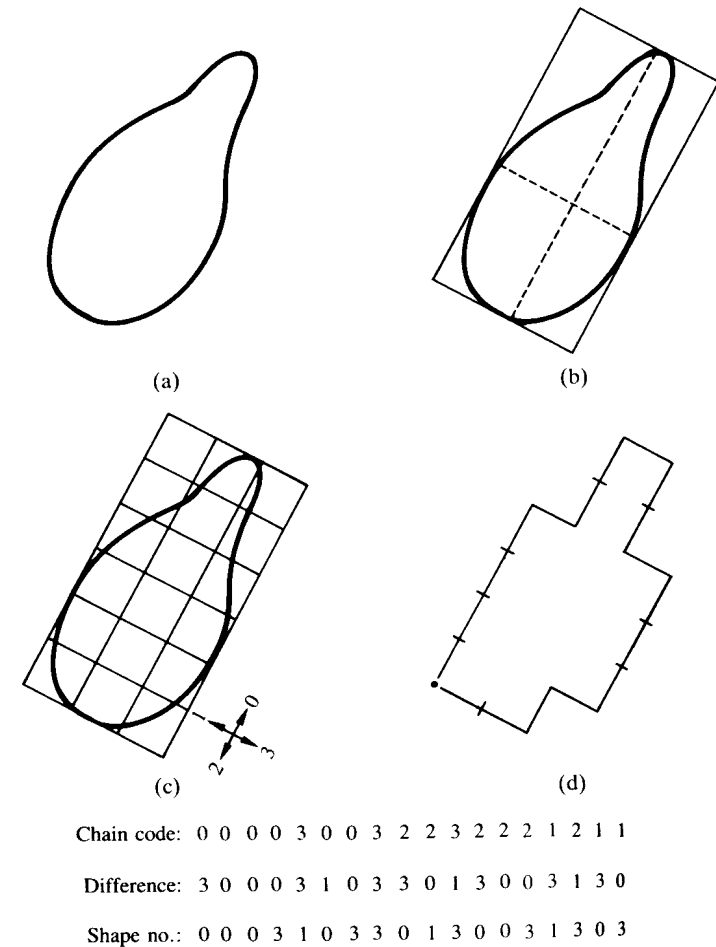 (a)
(b)
0
1
2
3
(c)
(d)
Chain code: 0 0 0 0 3 0 0 3 2 2 3 2 2 2 1 2 1 1
Difference: 3 0 0 0 3 1 0 3 3 0 1 3 0 0 3 1 3 0
Shape no.: 0 0 0 3 1 0 3 3 0 1 3 0 0 3 1 3 0 3